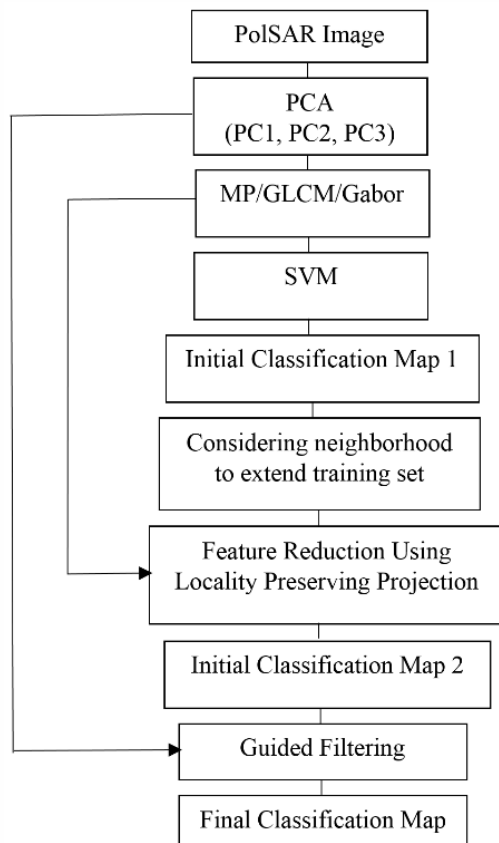 PolSAR Image
PCA
(PC1, PC2, PC3)
MP/GLCM/Gabor
SVM
Initial Classification Map 1
Considering neighborhood
to extend training set
Feature Reduction Using
Locality Preserving Projection
Initial Classification Map 2
Guided Filtering
Final Classification Map